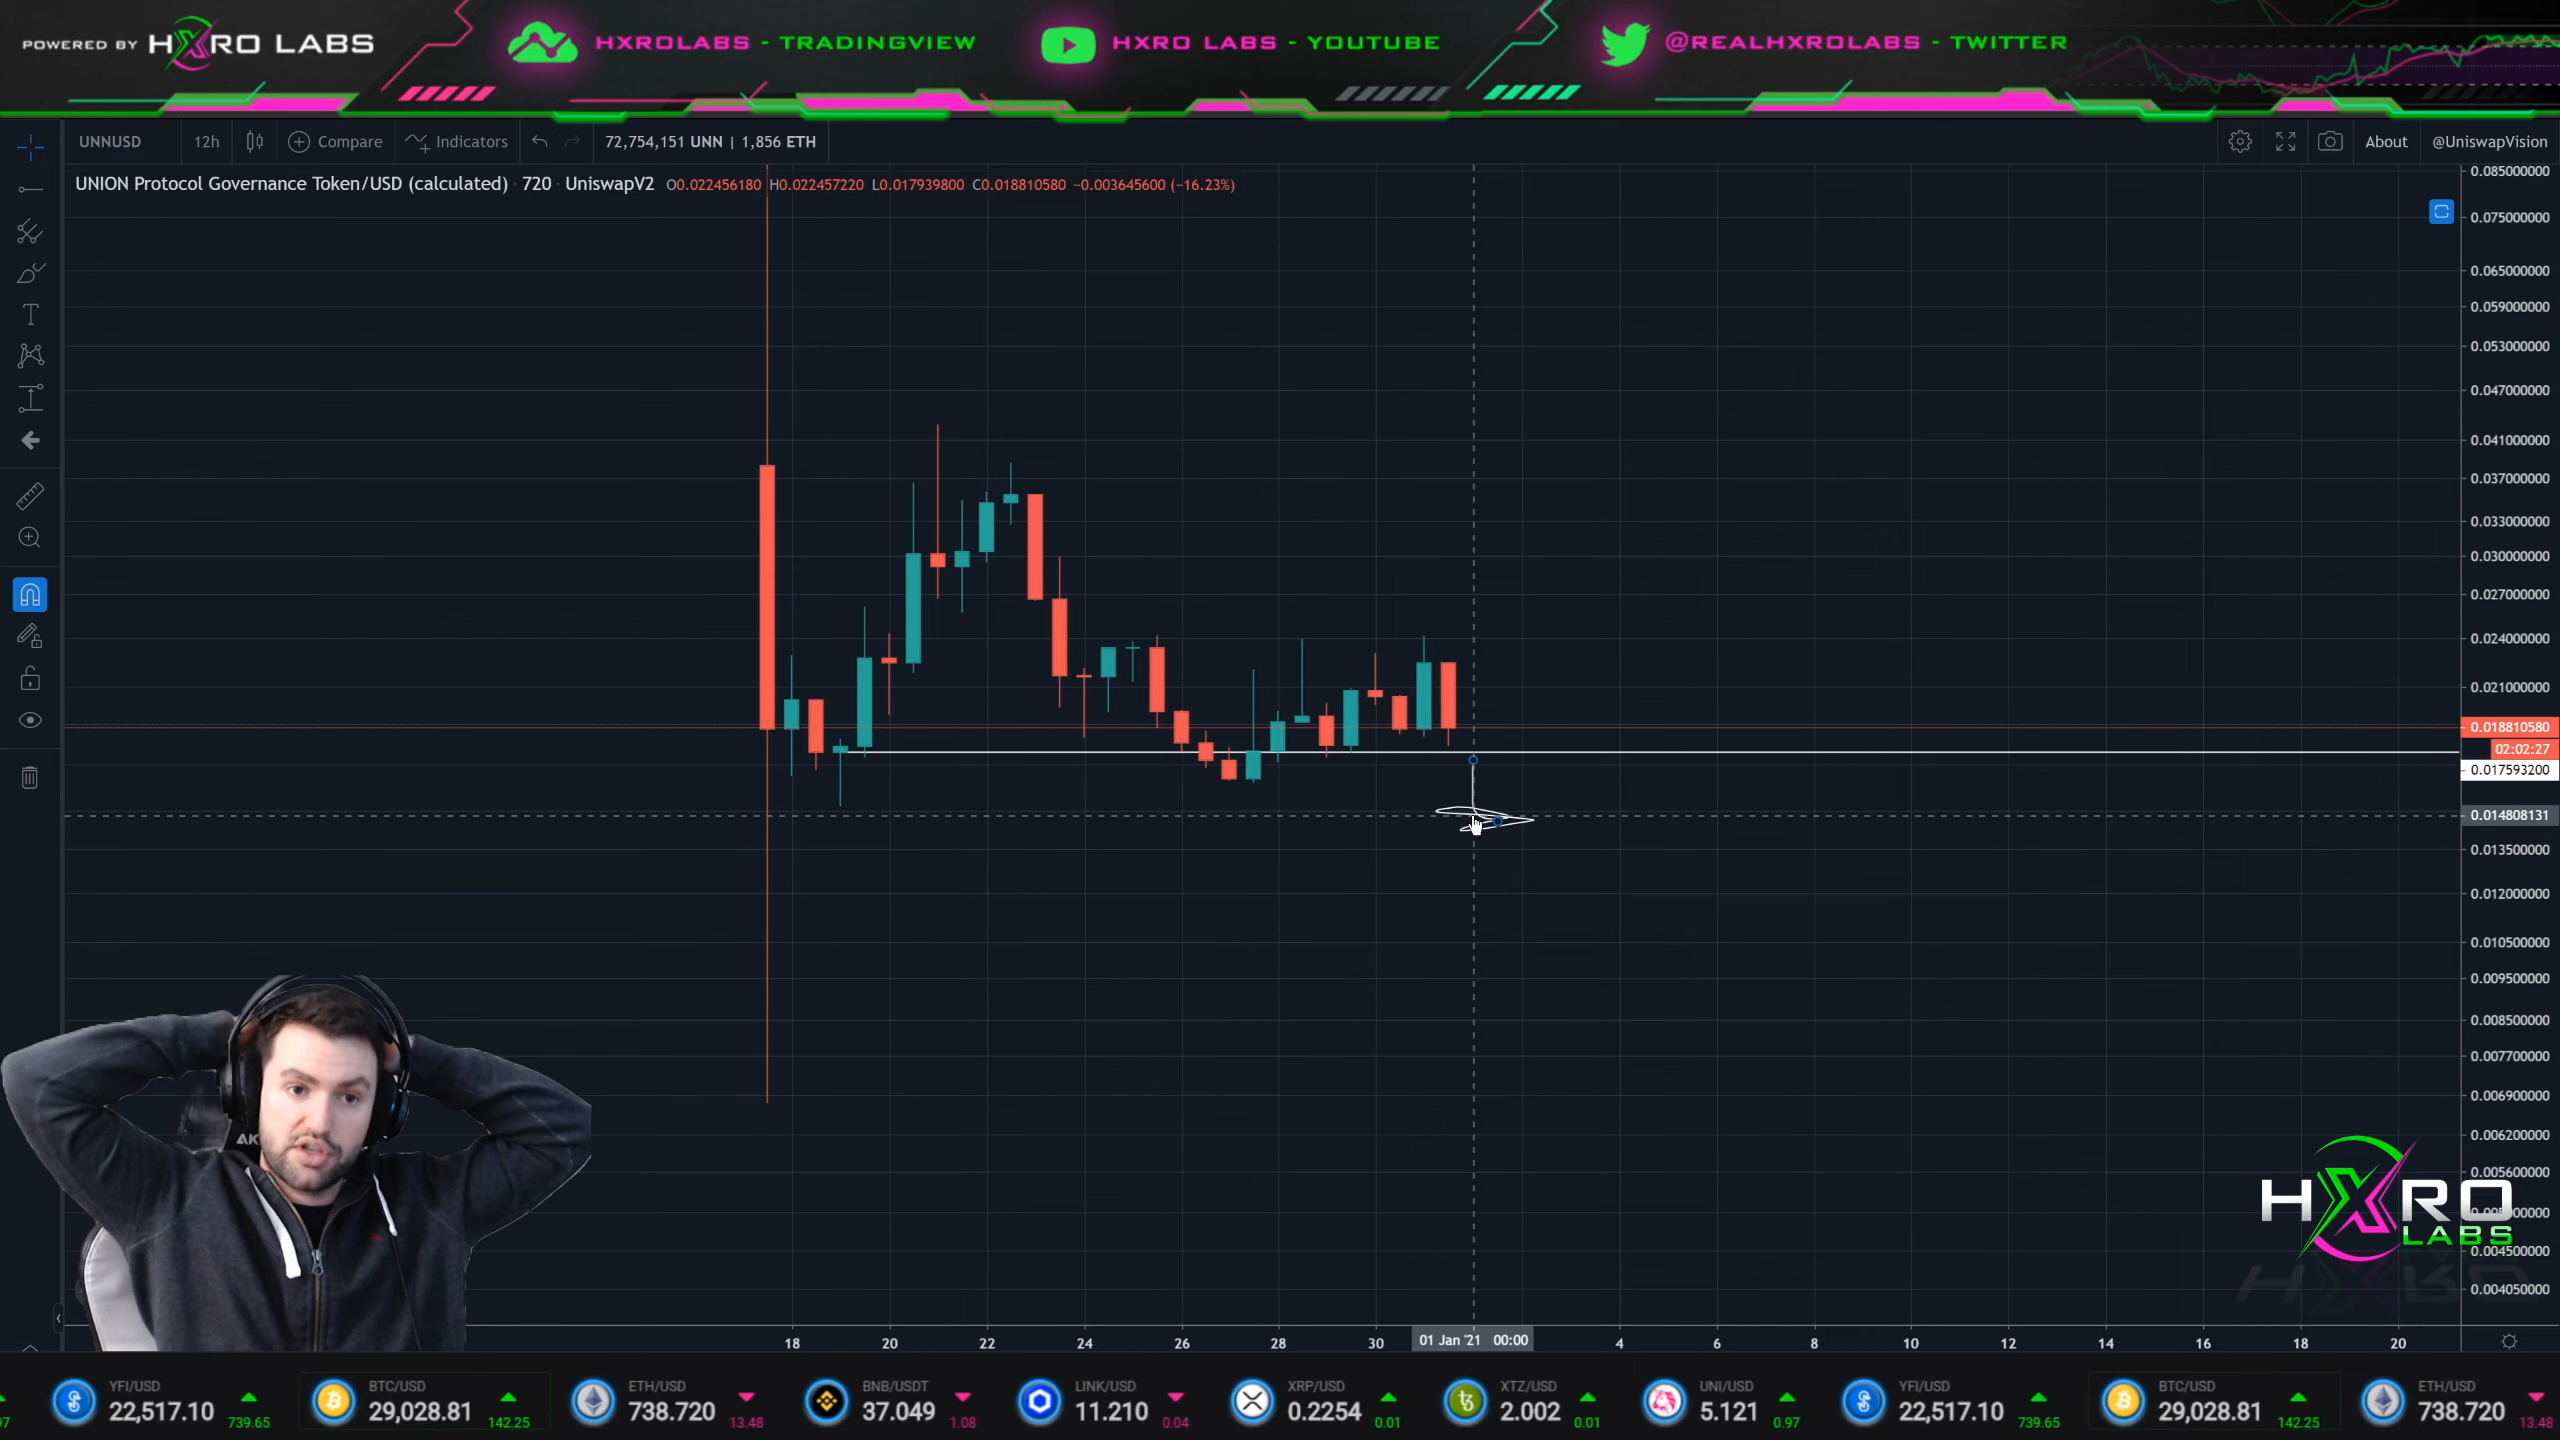 POWERED BY HXRO LABS
HXROLABS - TRADINGVIEW
HXRO LABS - YOUTUBE
@REALHXROLABS - TWITTER
UNNUSD
12h
Compare
Indicators
72,754,151 UNN | 1,856 ETH
About
@UniswapVision
UNION Protocol Governance Token/USD (calculated) · 720 · UniswapV2 O0.022456180 H0.022457220 L0.017939800 C0.018810580 −0.003645600 (−16.23%)
0.085000000
0.075000000
0.065000000
0.059000000
0.053000000
0.047000000
0.041000000
0.037000000
0.033000000
0.030000000
0.027000000
0.024000000
0.021000000
0.018810580
02:02:27
0.017593200
0.014808131
0.013500000
0.012000000
0.010500000
0.009500000
0.008500000
0.007700000
0.006900000
0.006200000
0.005600000
0.004500000
0.004050000
AK
HXRO
LABS
18 20 22 24 26 28 30 01 Jan '21 00:00 4 6 8 10 12 14 16 18 20
YFI/USD
22,517.10 739.65
BTC/USD
29,028.81 142.25
ETH/USD
738.720 13.48
BNB/USDT
37.049 1.08
LINK/USD
11.210 0.04
XRP/USD
0.2254 0.01
XTZ/USD
2.002 0.01
UNI/USD
5.121 0.97
YFI/USD
22,517.10 739.65
BTC/USD
29,028.81 142.25
ETH/USD
738.720 13.48